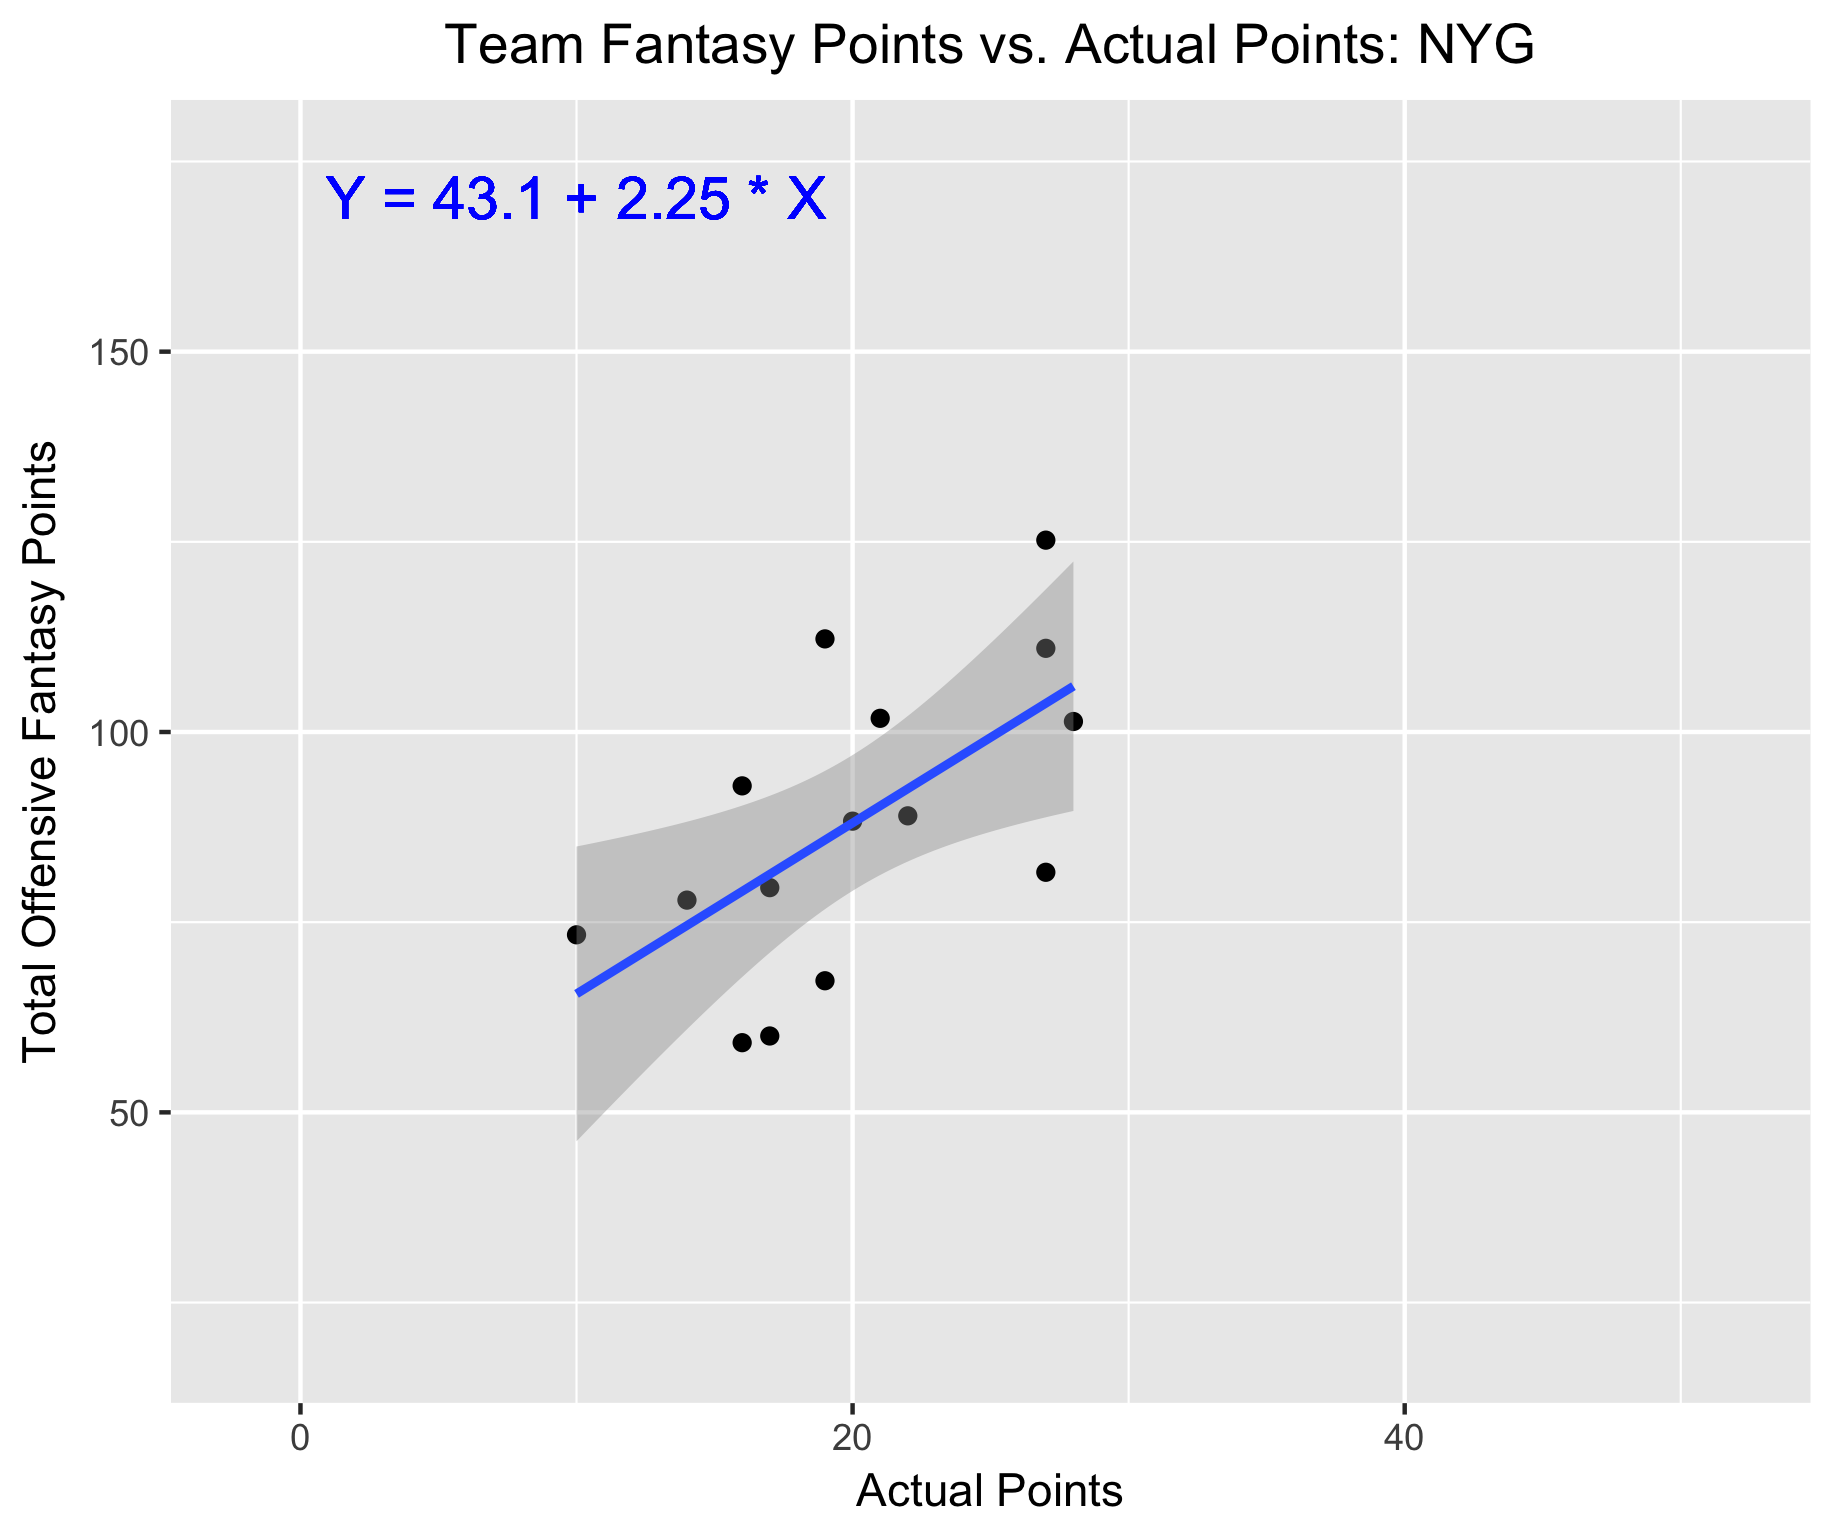 Team Fantasy Points vs. Actual Points: NYG
Y = 43.1 + 2.25 * X
150
100
50
Total Offensive Fantasy Points
0 20 40
Actual Points